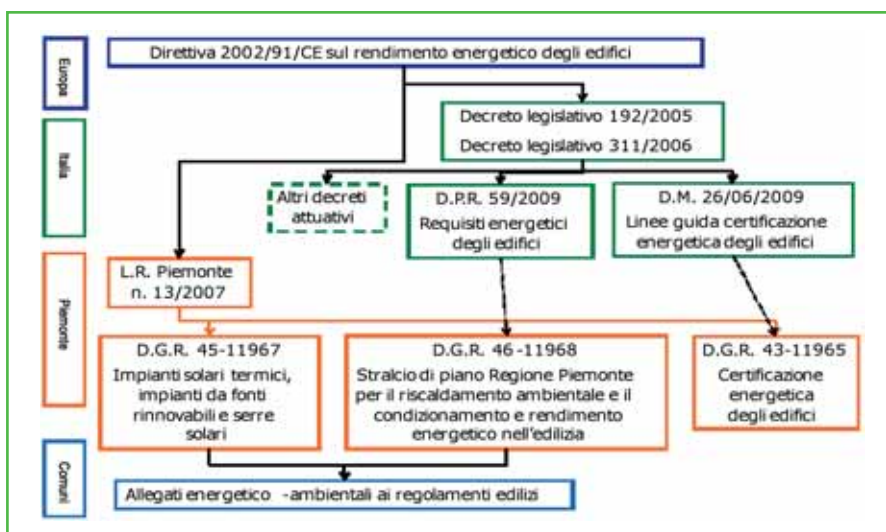 Europa
Direttiva 2002/91/CE sul rendimento energetico degli edifici
Italia
Decreto legislativo 192/2005
Decreto legislativo 311/2006
Altri decreti
attuativi
D.P.R. 59/2009
Requisiti energetici
degli edifici
D.M. 26/06/2009
Linee guida certificazione
energetica degli edifici
Piemonte
L.R. Piemonte
n. 13/2007
D.G.R. 45-11967
Impianti solari termici,
impianti da fonti
rinnovabili e serre
solari
D.G.R. 46-11968
Stralcio di piano Regione Piemonte
per il riscaldamento ambientale e il
condizionamento e rendimento
energetico nell'edilizia
D.G.R. 43-11965
Certificazione
energetica
degli edifici
Comuni
Allegati energetico -ambientali ai regolamenti edilizi